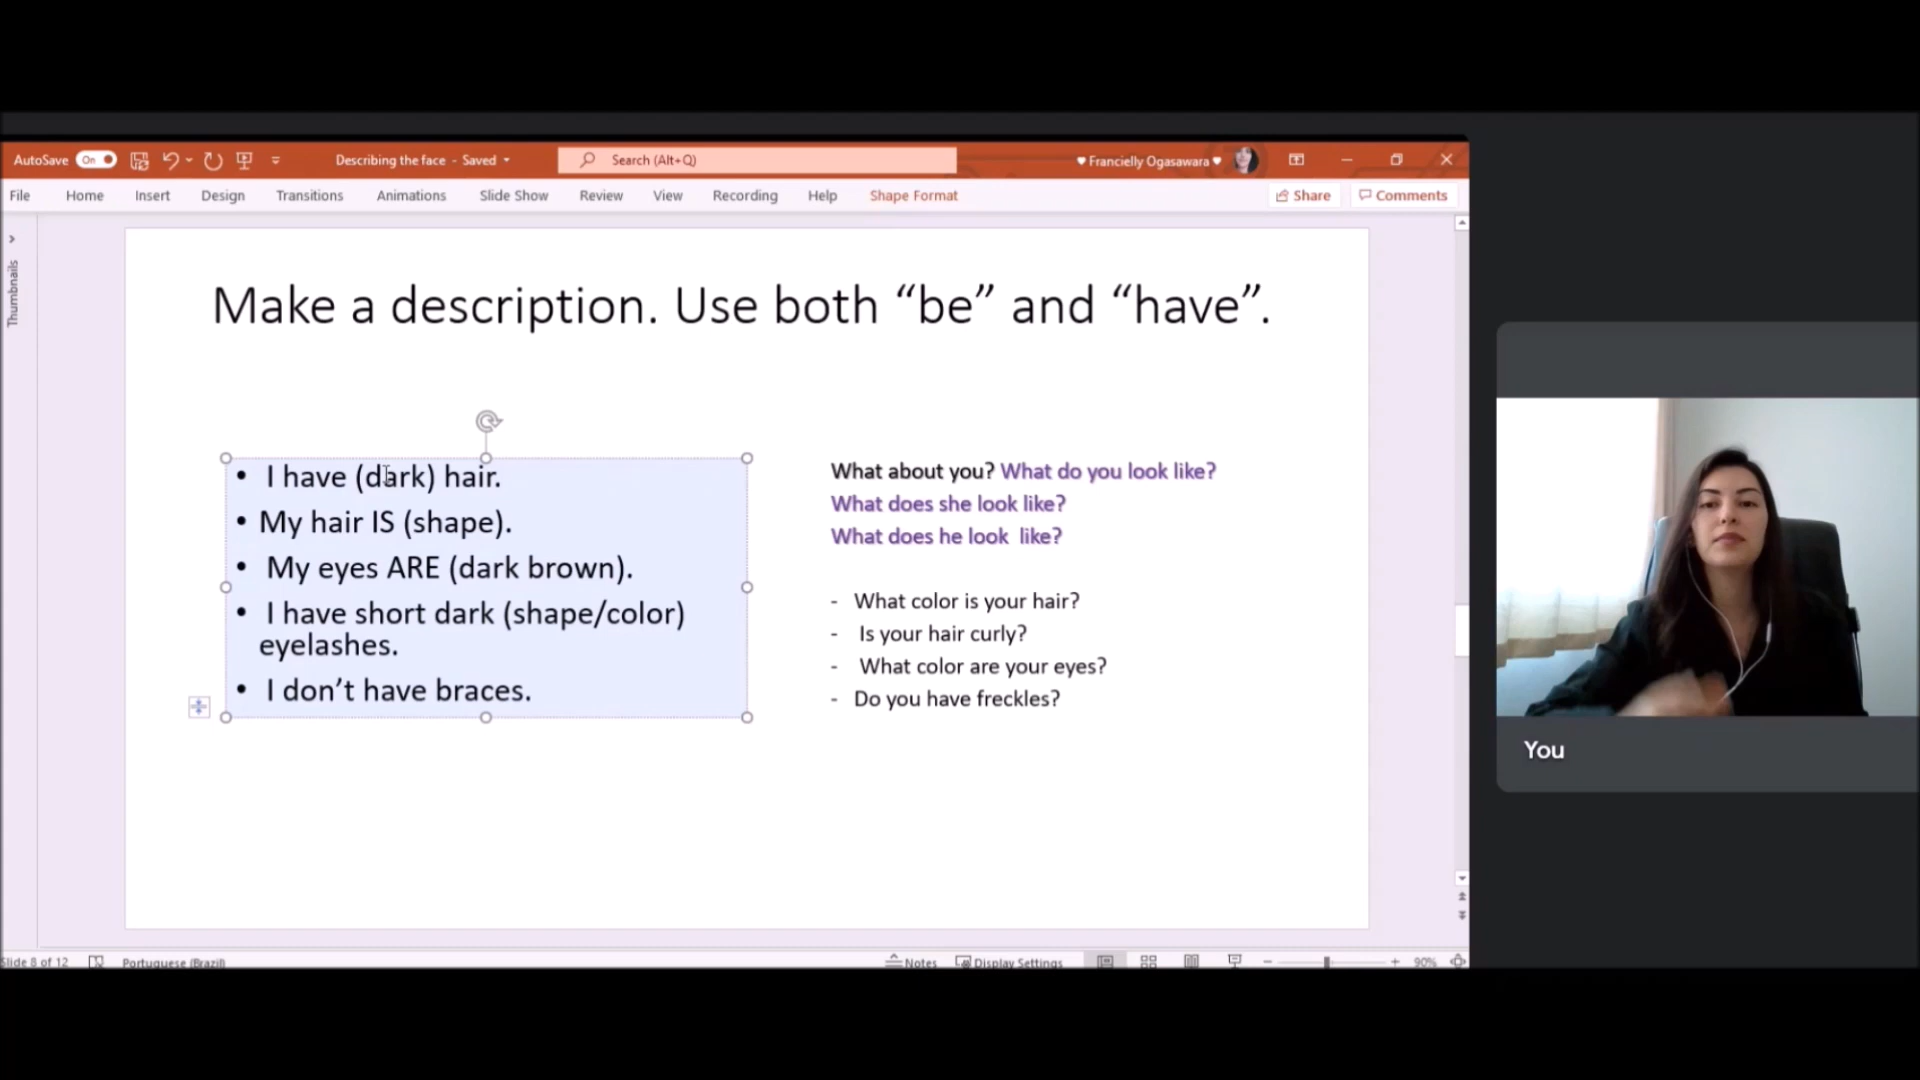 AutoSave On Describing the face - Saved Search (Alt+Q) ♥ Francielly Ogasawara ♥
File Home Insert Design Transitions Animations Slide Show Review View Recording Help Shape Format Share Comments
Thumbnails
Make a description. Use both “be” and “have”.
• I have (dark) hair.
• My hair IS (shape).
• My eyes ARE (dark brown).
• I have short dark (shape/color)
eyelashes.
• I don’t have braces.
What about you? What do you look like?
What does she look like?
What does he look like?
- What color is your hair?
- Is your hair curly?
- What color are your eyes?
- Do you have freckles?
You
Slide 8 of 12 Portuguese (Brazil) Notes Display Settings 90%